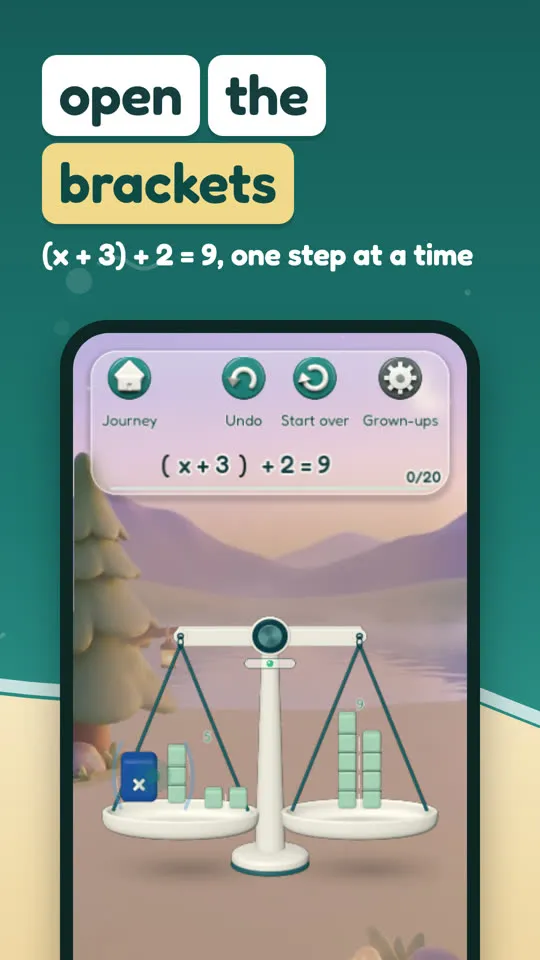 open the
brackets
(x + 3) + 2 = 9, one step at a time
Journey Undo Start over Grown-ups
( x + 3 ) + 2 = 9
0/20
9
5
x